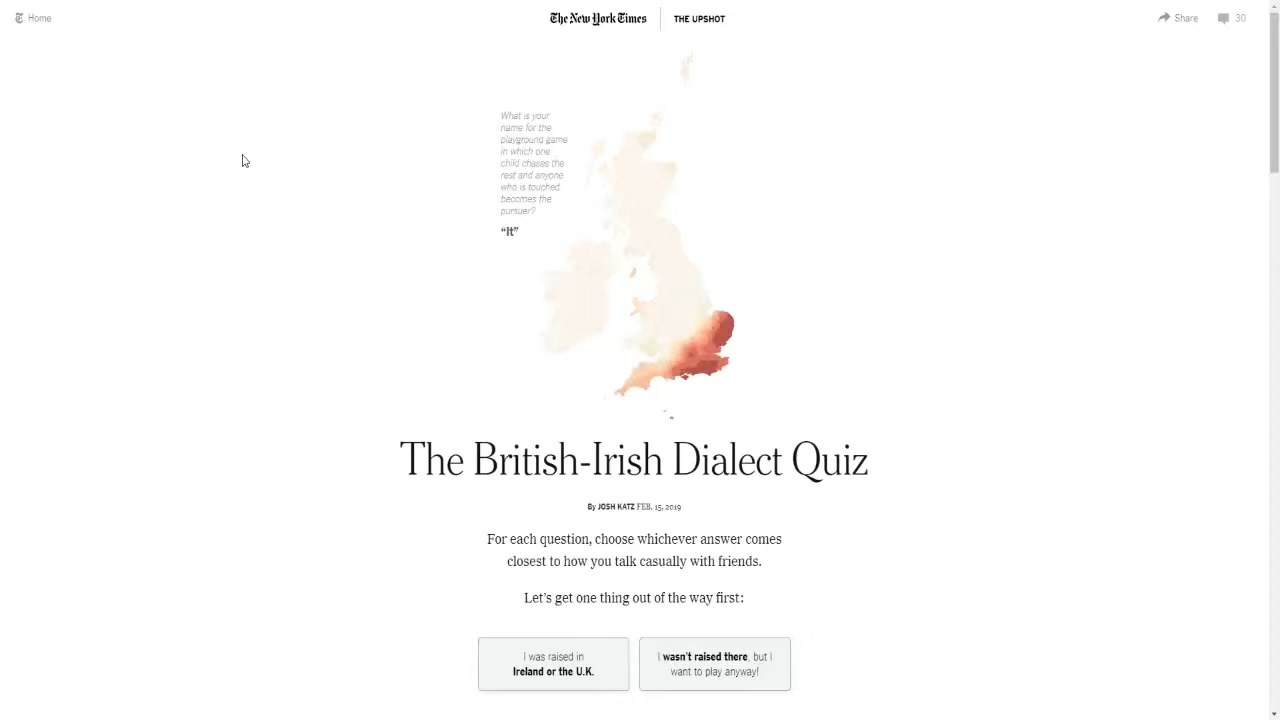 Home
The New York Times
THE UPSHOT
Share
30
What is your
name for the
playground game
in which one
child chases the
rest and anyone
who is touched
becomes the
pursuer?
“It”
The British-Irish Dialect Quiz
By JOSH KATZ FEB. 15, 2019
For each question, choose whichever answer comes
closest to how you talk casually with friends.
Let’s get one thing out of the way first:
I was raised in
Ireland or the U.K.
I wasn’t raised there, but I
want to play anyway!